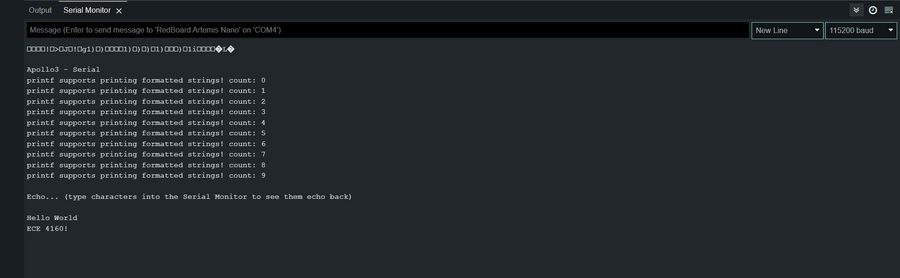 Output
Serial Monitor
Message (Enter to send message to 'RedBoard Artemis Nano' on 'COM4')
New Line
115200 baud
Apollo3 - Serial
printf supports printing formatted strings! count: 0
printf supports printing formatted strings! count: 1
printf supports printing formatted strings! count: 2
printf supports printing formatted strings! count: 3
printf supports printing formatted strings! count: 4
printf supports printing formatted strings! count: 5
printf supports printing formatted strings! count: 6
printf supports printing formatted strings! count: 7
printf supports printing formatted strings! count: 8
printf supports printing formatted strings! count: 9
Echo... (type characters into the Serial Monitor to see them echo back)
Hello World
ECE 4160!